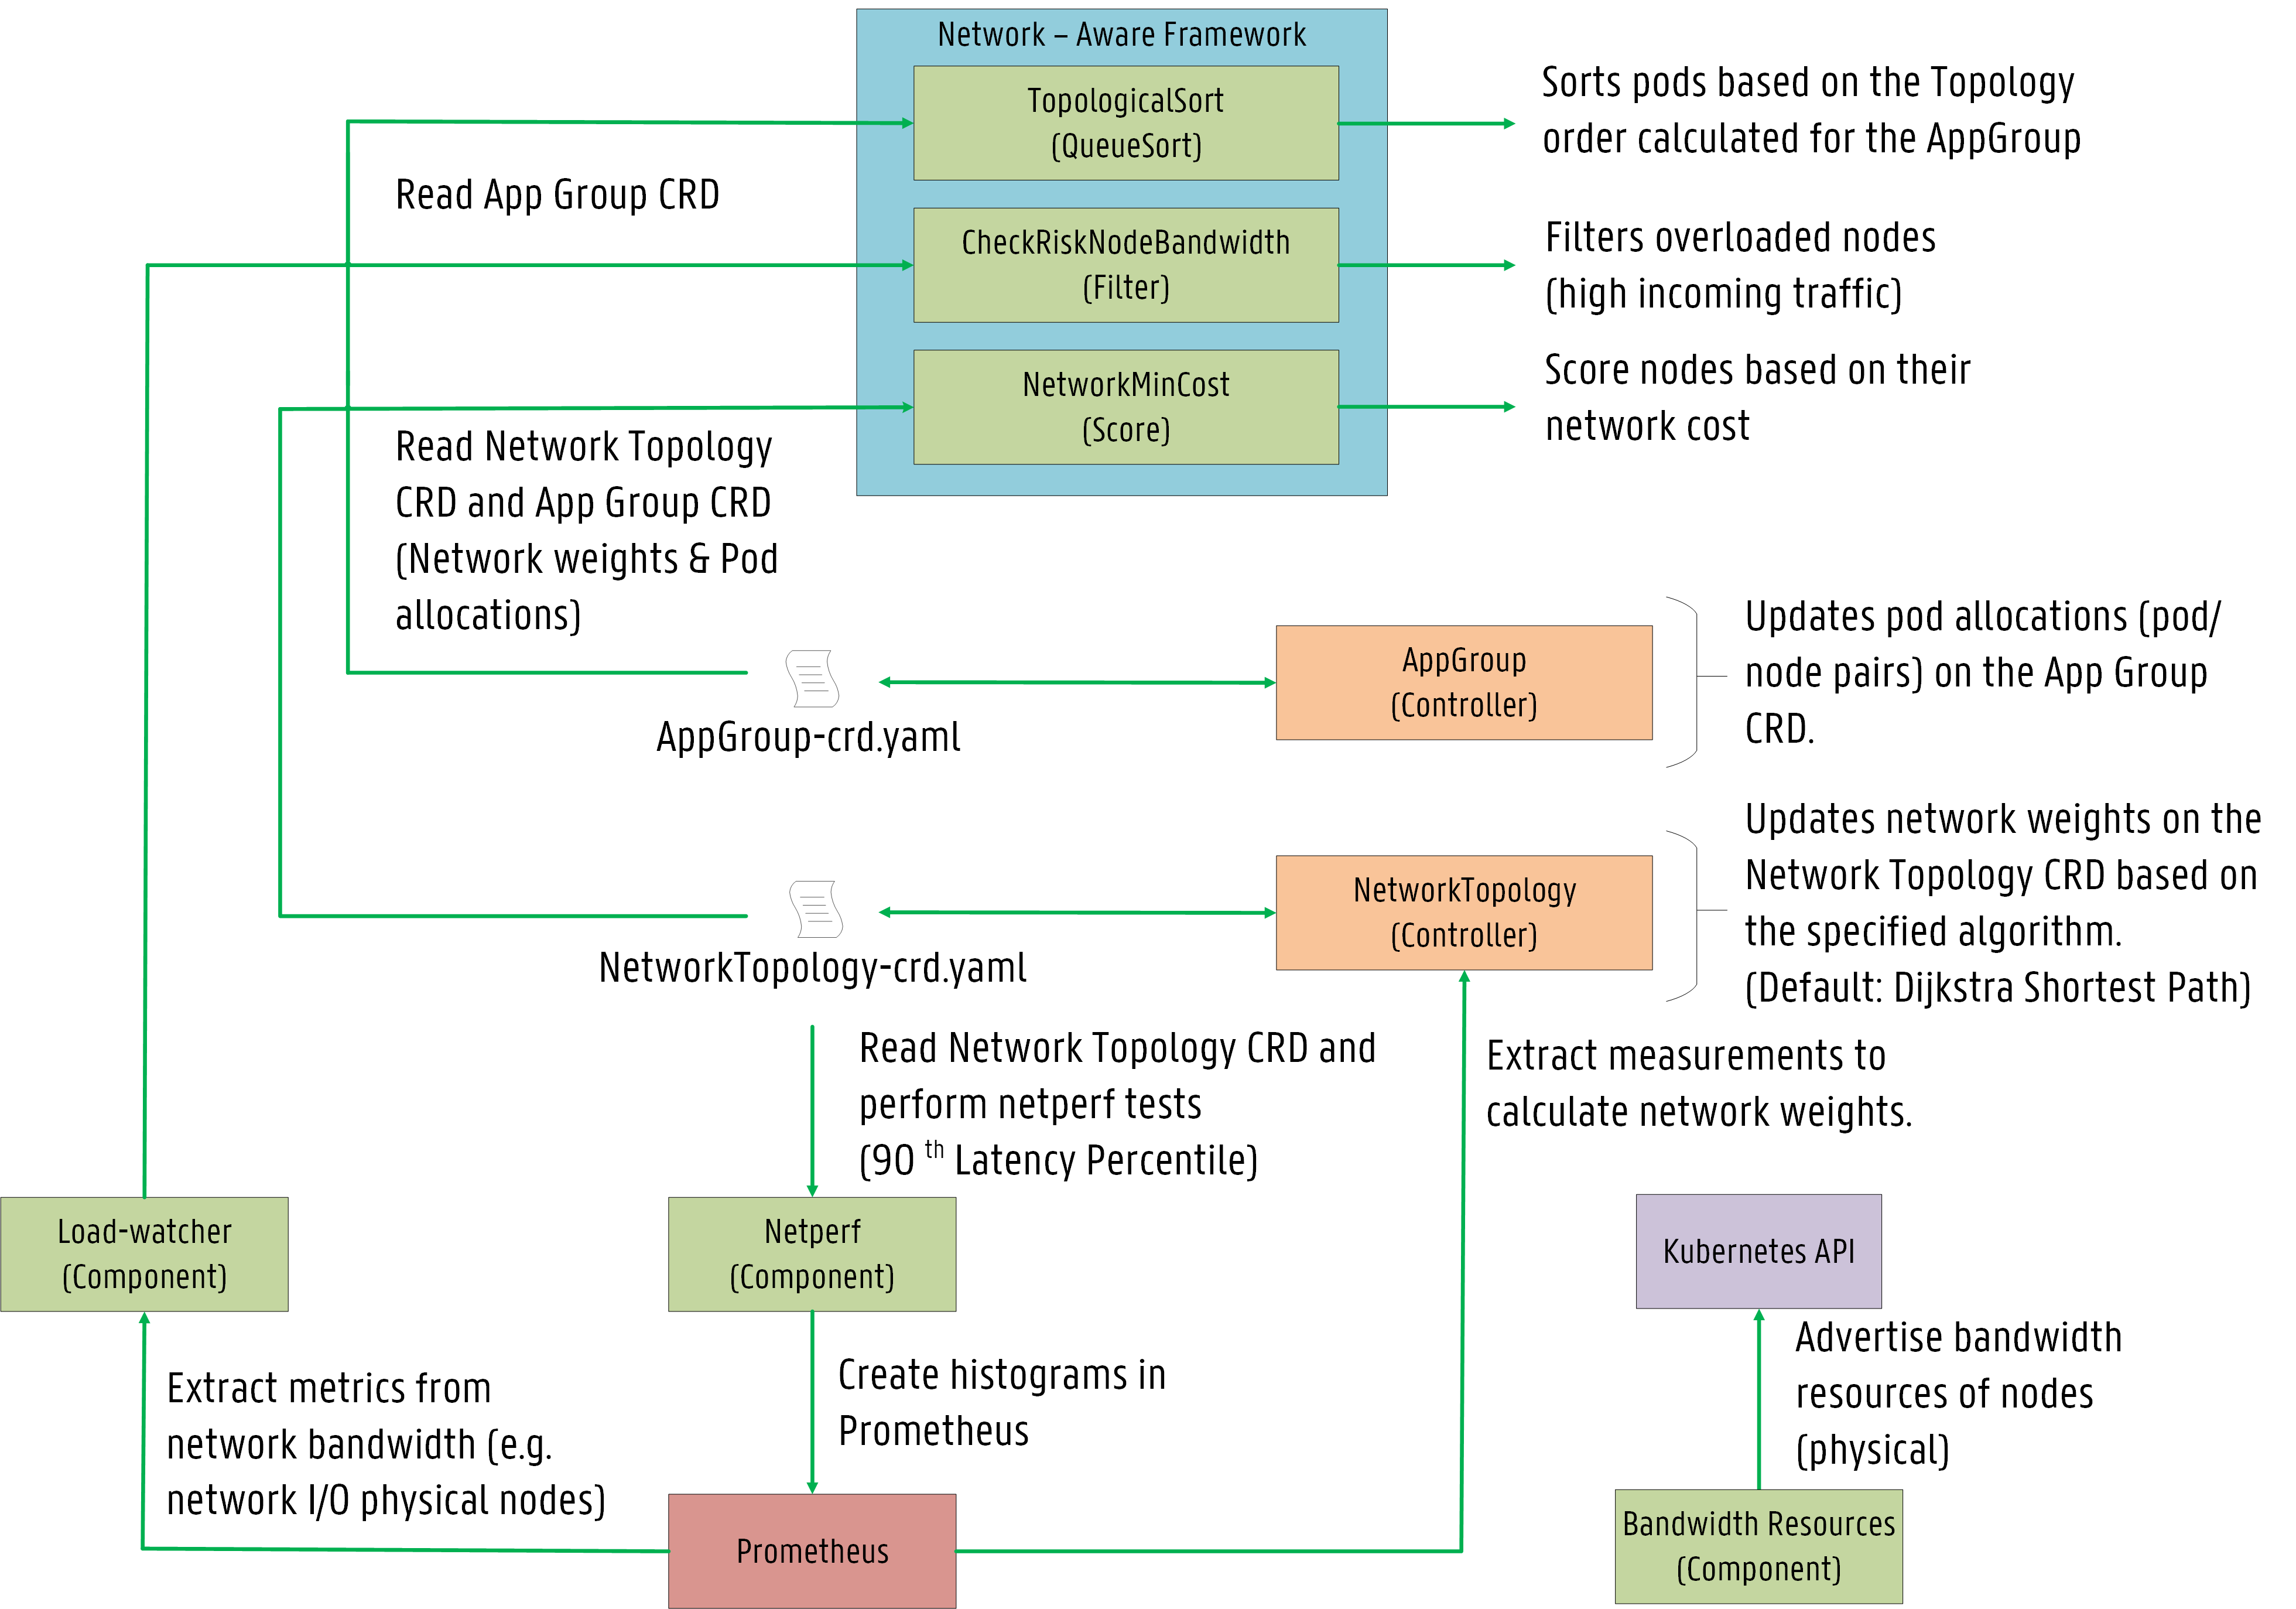 Network – Aware Framework
TopologicalSort
(QueueSort)
Sorts pods based on the Topology
order calculated for the AppGroup
Read App Group CRD
CheckRiskNodeBandwidth
(Filter)
Filters overloaded nodes
(high incoming traffic)
NetworkMinCost
(Score)
Score nodes based on their
network cost
Read Network Topology
CRD and App Group CRD
(Network weights & Pod
allocations)
AppGroup-crd.yaml
AppGroup
(Controller)
Updates pod allocations (pod/
node pairs) on the App Group
CRD.
NetworkTopology-crd.yaml
NetworkTopology
(Controller)
Updates network weights on the
Network Topology CRD based on
the specified algorithm.
(Default: Dijkstra Shortest Path)
Read Network Topology CRD and
perform netperf tests
(90 th Latency Percentile)
Extract measurements to
calculate network weights.
Load-watcher
(Component)
Netperf
(Component)
Kubernetes API
Extract metrics from
network bandwidth (e.g.
network I/O physical nodes)
Create histograms in
Prometheus
Advertise bandwidth
resources of nodes
(physical)
Prometheus
Bandwidth Resources
(Component)